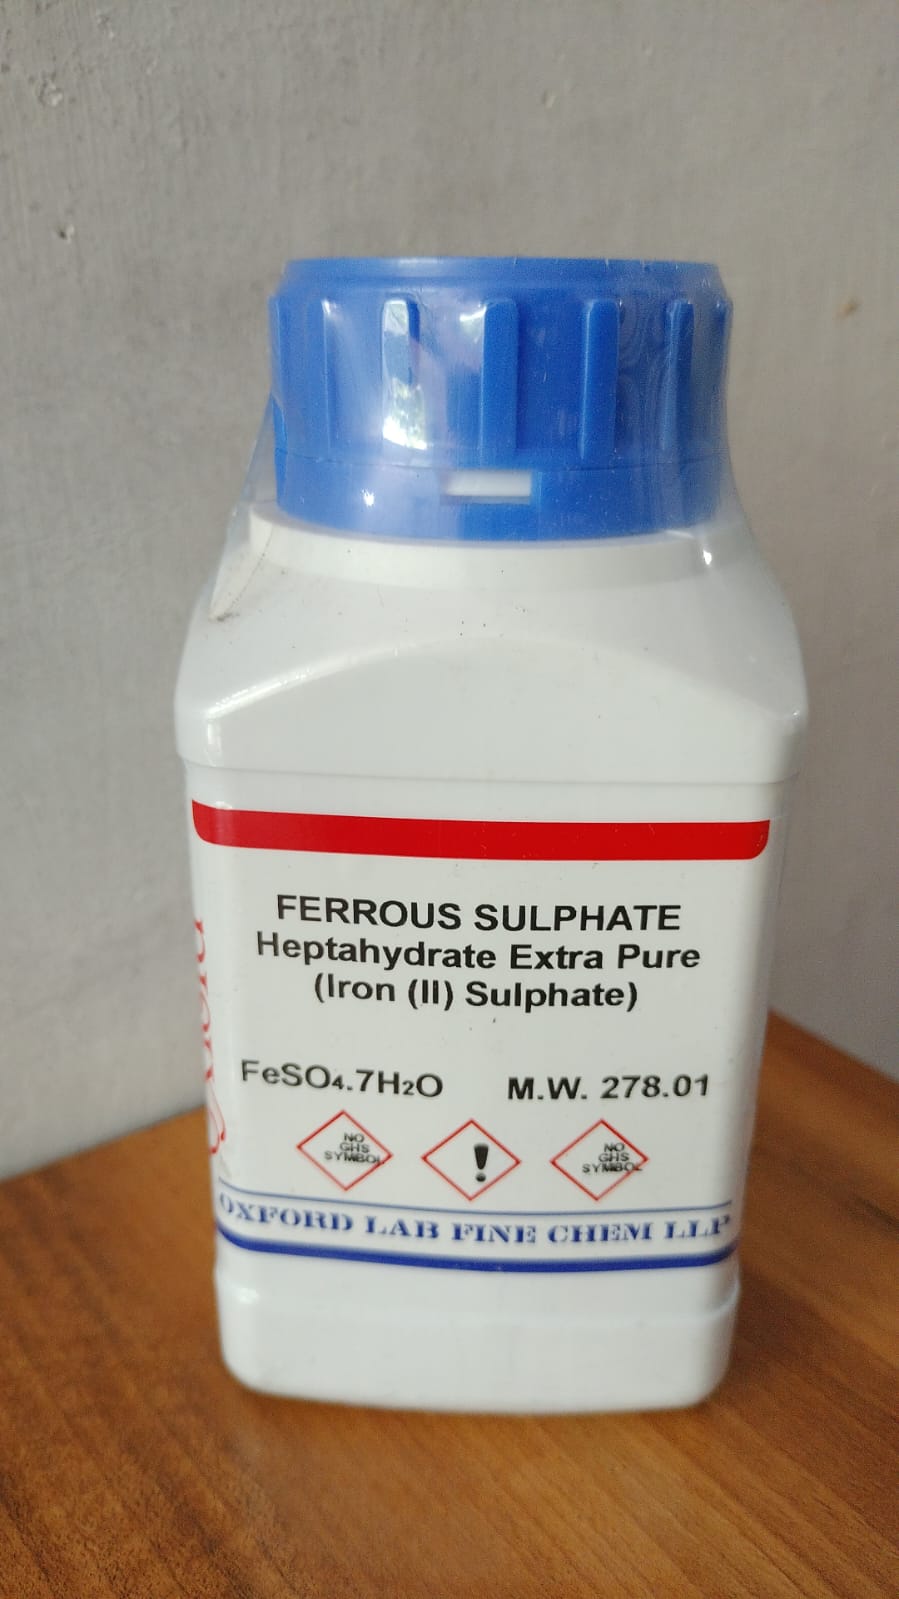 FERROUS SULPHATE
Heptahydrate Extra Pure
(Iron (II) Sulphate)
FeSO₄.7H₂O M.W. 278.01
NO
GHS
SYMBOL
!
NO
GHS
SYMBOL
OXFORD LAB FINE CHEM LLP